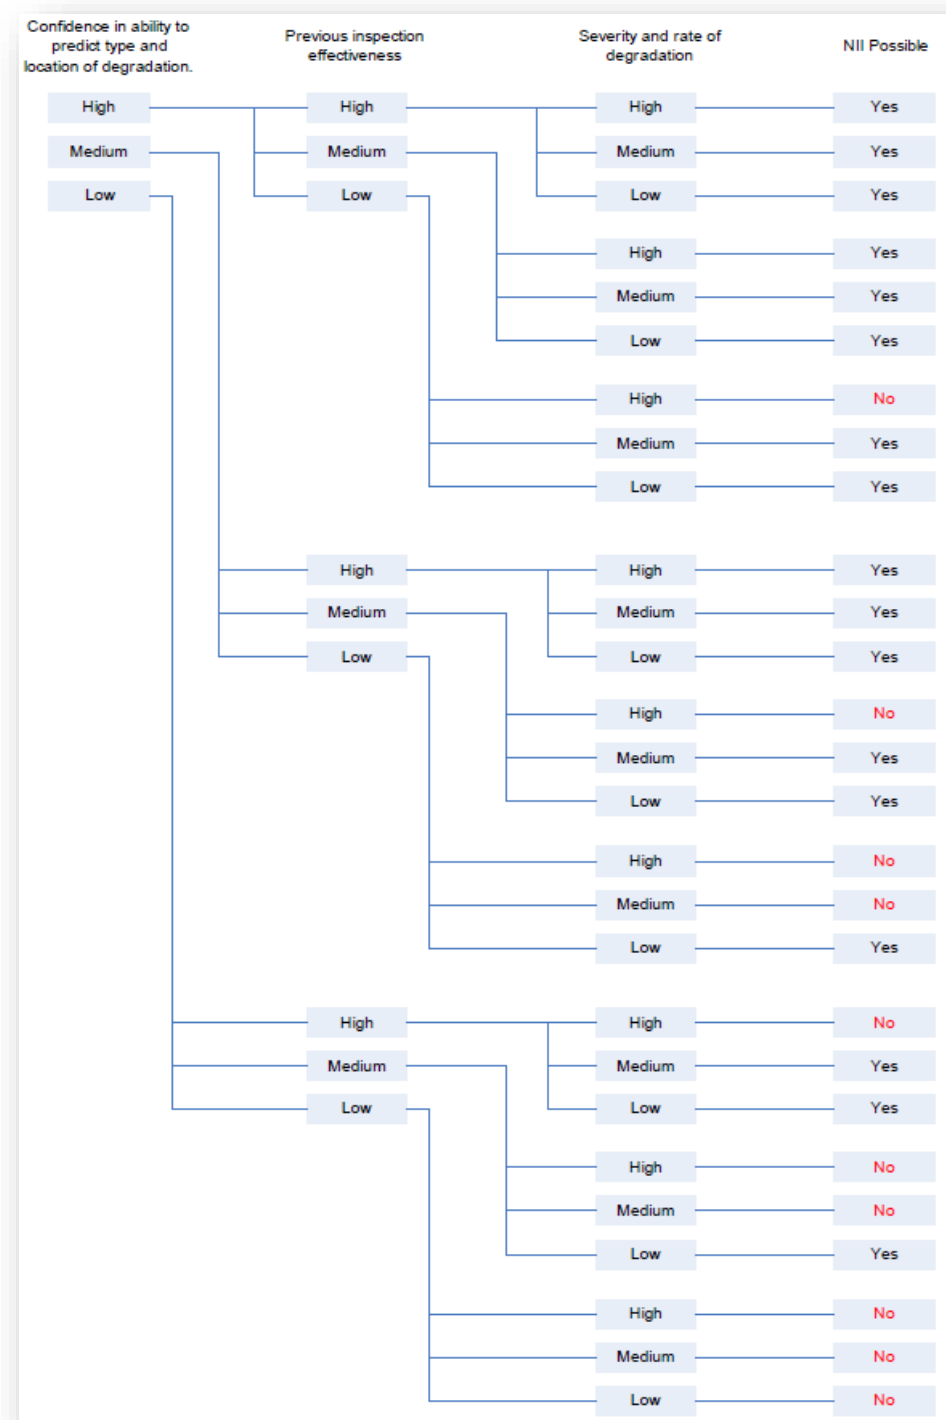 Confidence in ability to
predict type and
location of degradation.
Previous inspection
effectiveness
Severity and rate of
degradation
NII Possible
High High High Yes
Medium Medium Medium Yes
Low Low Low Yes
High Yes
Medium Yes
Low Yes
High No
Medium Yes
Low Yes
High High Yes
Medium Medium Yes
Low Low Yes
High No
Medium Yes
Low Yes
High No
Medium No
Low Yes
High High No
Medium Medium Yes
Low Low Yes
High No
Medium No
Low Yes
High No
Medium No
Low No